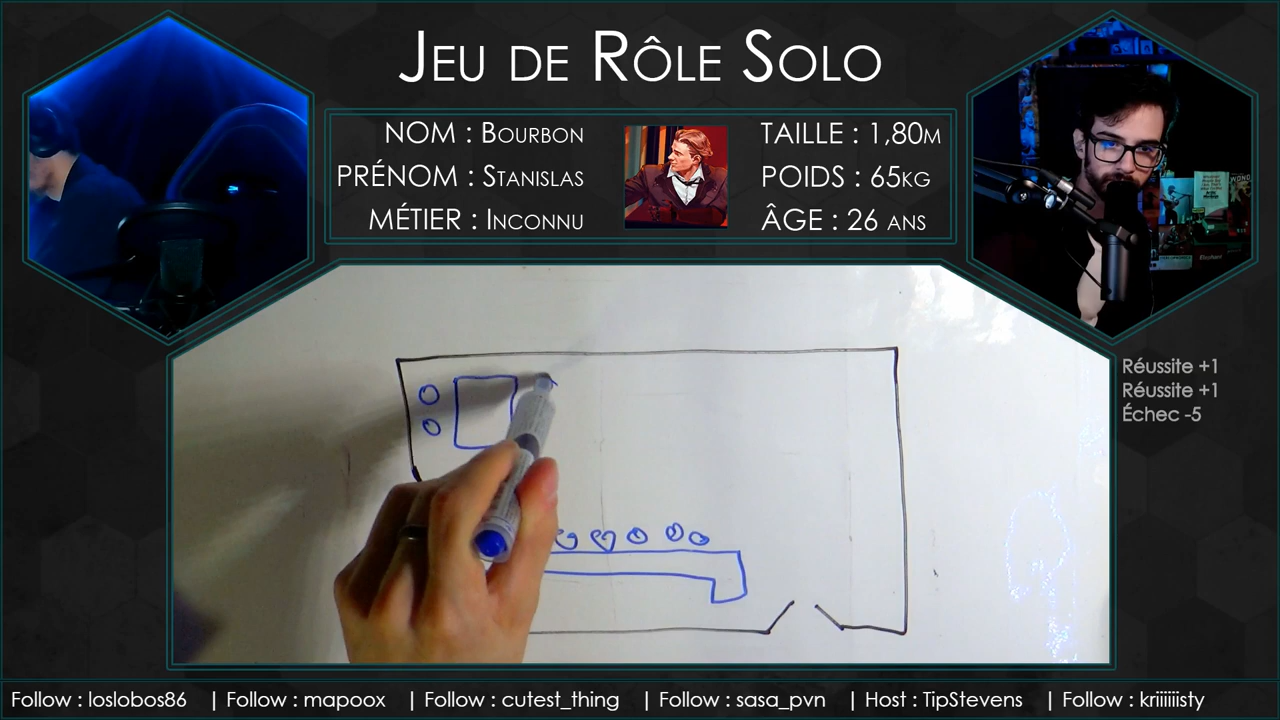 Jeu de Rôle Solo
NOM : Bourbon
PRÉNOM : Stanislas
MÉTIER : Inconnu
TAILLE : 1,80m
POIDS : 65kg
ÂGE : 26 ans
Réussite +1
Réussite +1
Échec -5
Follow : loslobos86 | Follow : mapoox | Follow : cutest_thing | Follow : sasa_pvn | Host : TipStevens | Follow : kriiiiiisty